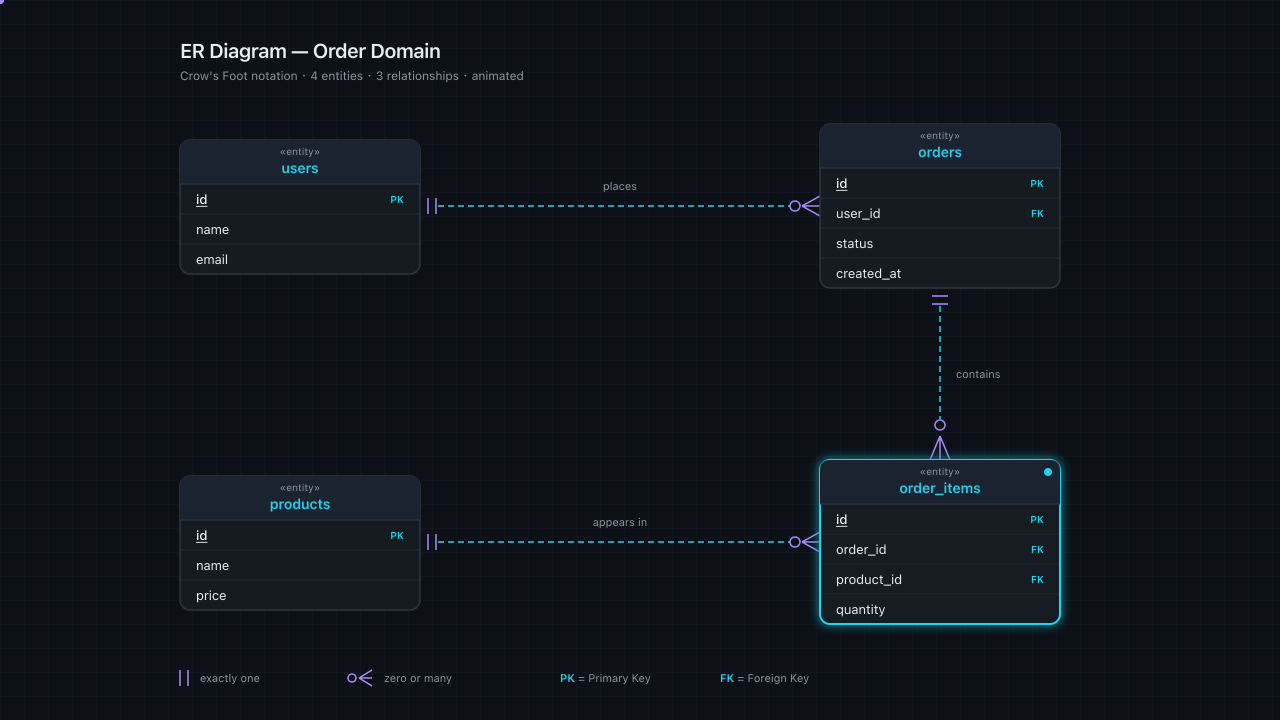 ER Diagram — Order Domain
Crow's Foot notation · 4 entities · 3 relationships · animated
«entity»
users
id PK
name
email
places
«entity»
orders
id PK
user_id FK
status
created_at
contains
«entity»
products
id PK
name
price
appears in
«entity»
order_items
id PK
order_id FK
product_id FK
quantity
exactly one
zero or many
PK = Primary Key
FK = Foreign Key